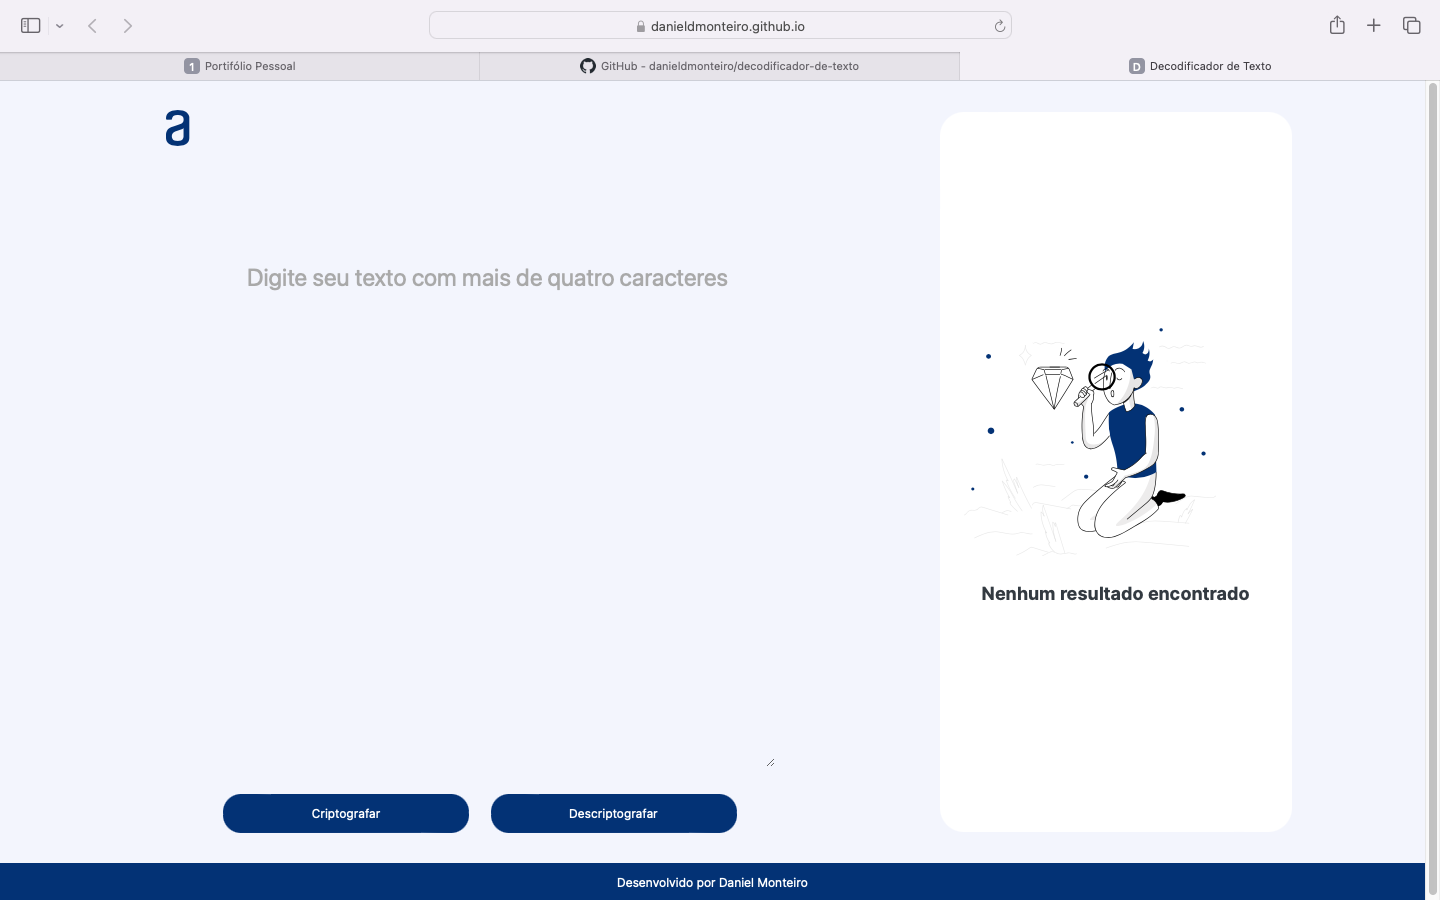 danieldmonteiro.github.io
1 Portifólio Pessoal
GitHub - danieldmonteiro/decodificador-de-texto
D Decodificador de Texto
a
Digite seu texto com mais de quatro caracteres
Nenhum resultado encontrado
Criptografar
Descriptografar
Desenvolvido por Daniel Monteiro